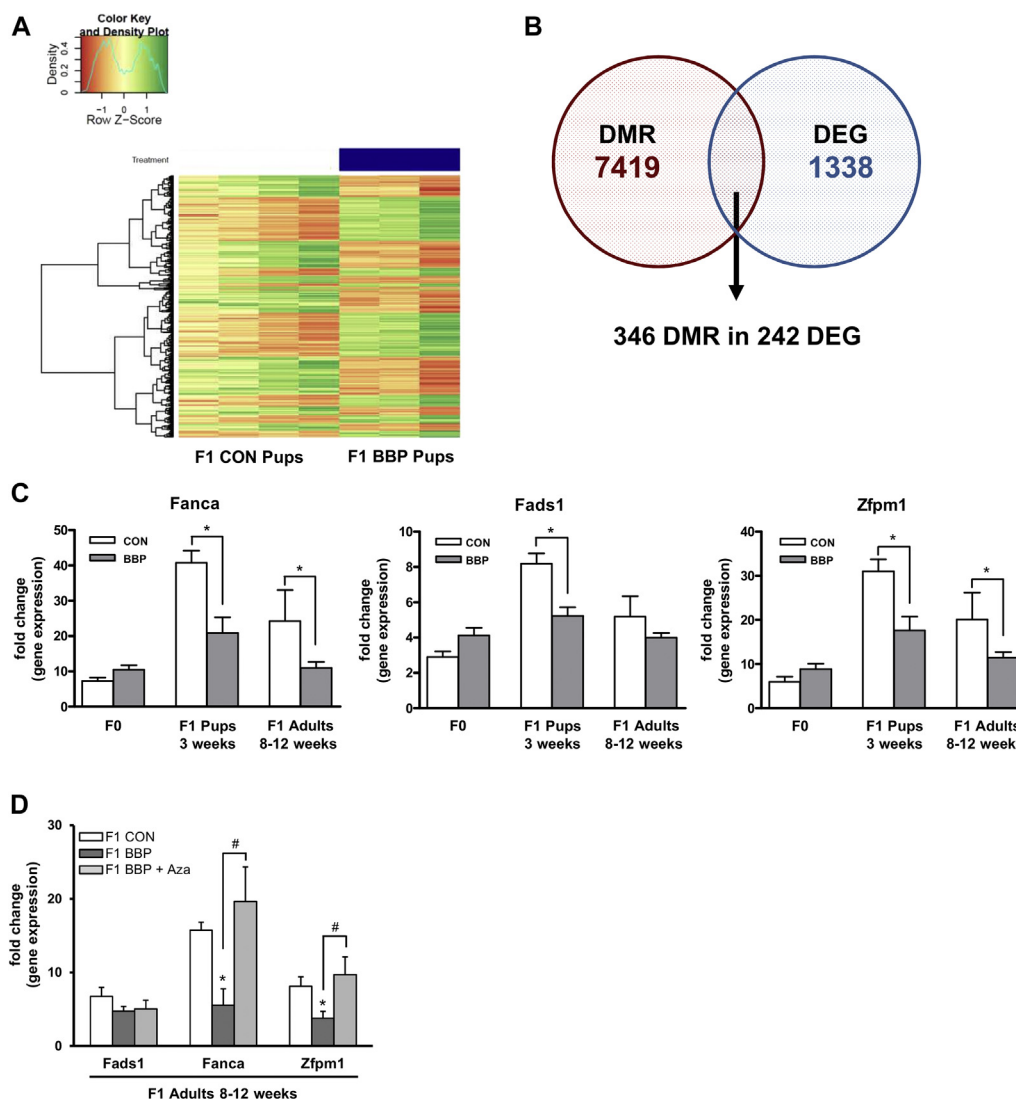 A
Color Key
and Density Plot
Density
0 0.2 0.4
−1 0 1
Row Z−Score
Treatment
F1 CON Pups F1 BBP Pups
B
DMR
7419
DEG
1338
346 DMR in 242 DEG
C
Fanca
fold change
(gene expression)
50
40
30
20
10
0
CON
BBP
*
*
F0
F1 Pups
3 weeks
F1 Adults
8-12 weeks
Fads1
fold change
(gene expression)
10
8
6
4
2
0
CON
BBP
*
F0
F1 Pups
3 weeks
F1 Adults
8-12 weeks
Zfpm1
fold change
(gene expression)
40
30
20
10
0
CON
BBP
*
*
F0
F1 Pups
3 weeks
F1 Adults
8-12 weeks
D
fold change
(gene expression)
30
20
10
0
F1 CON
F1 BBP
F1 BBP + Aza
#
*
#
*
Fads1 Fanca Zfpm1
F1 Adults 8-12 weeks